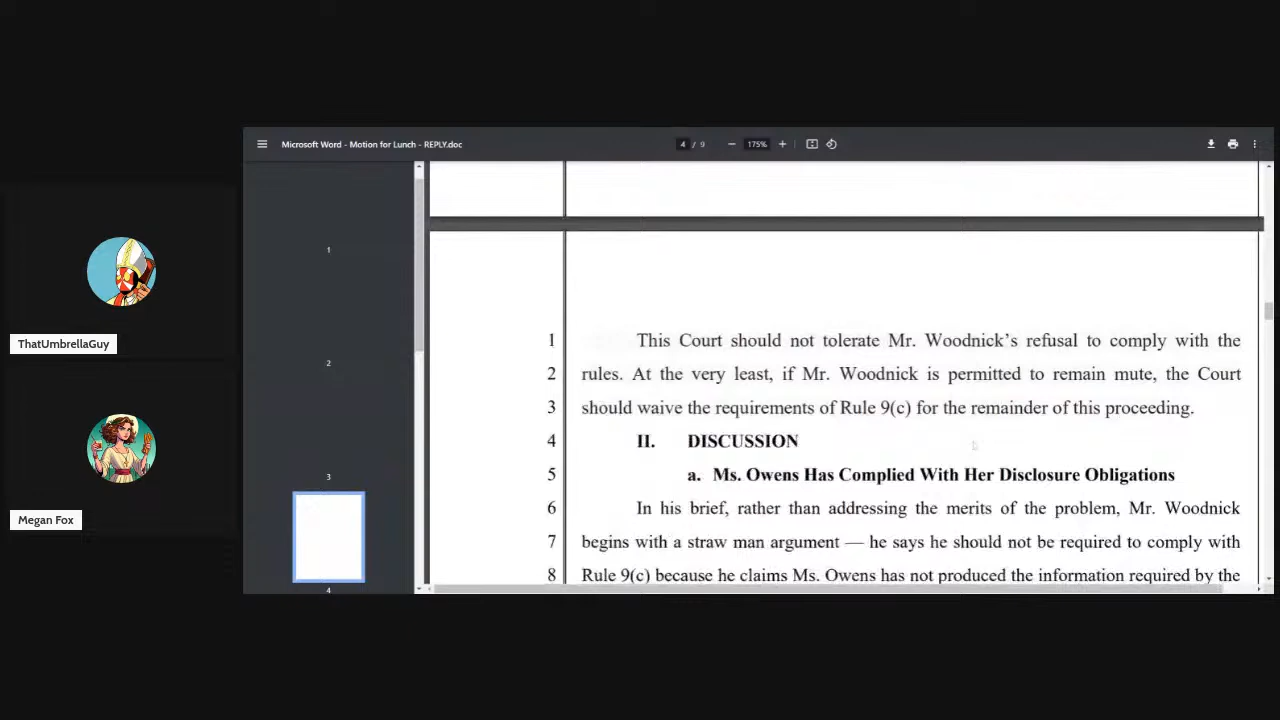 Microsoft Word - Motion for Lunch - REPLY.doc
4 / 9
175%
1
2
3
4
ThatUmbrellaGuy
Megan Fox
1 This Court should not tolerate Mr. Woodnick's refusal to comply with the
2 rules. At the very least, if Mr. Woodnick is permitted to remain mute, the Court
3 should waive the requirements of Rule 9(c) for the remainder of this proceeding.
4 II. DISCUSSION
5 a. Ms. Owens Has Complied With Her Disclosure Obligations
6 In his brief, rather than addressing the merits of the problem, Mr. Woodnick
7 begins with a straw man argument — he says he should not be required to comply with
8 Rule 9(c) because he claims Ms. Owens has not produced the information required by the